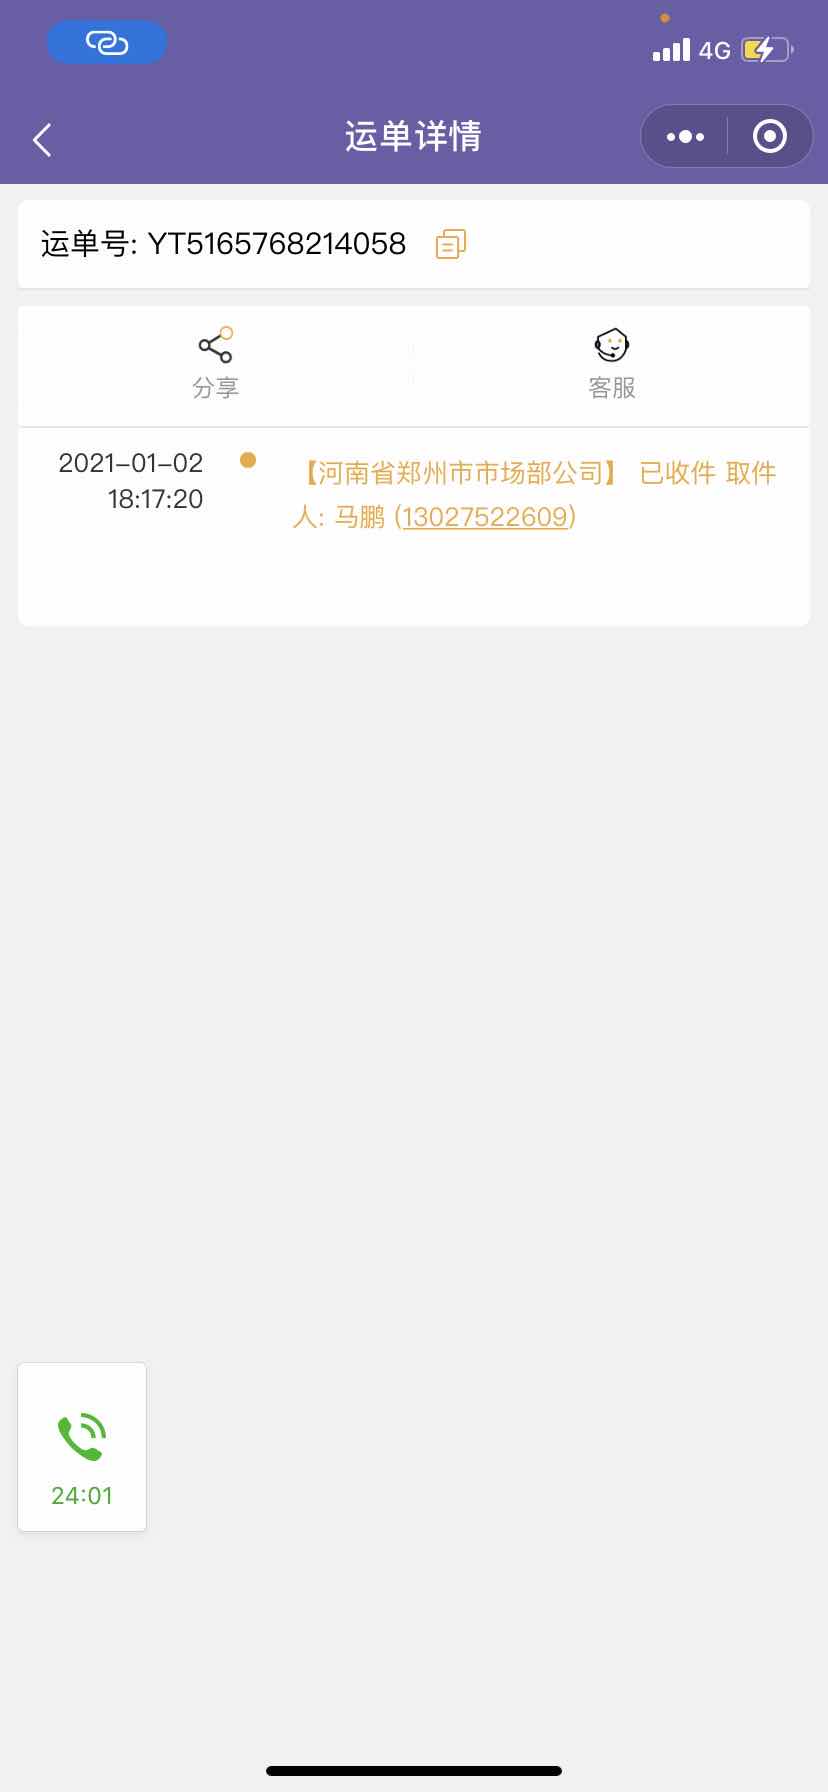 4G
运单详情
运单号: YT5165768214058
分享
客服
2021-01-02
18:17:20
【河南省郑州市市场部公司】 已收件 取件
人: 马鹏 (13027522609)
24:01